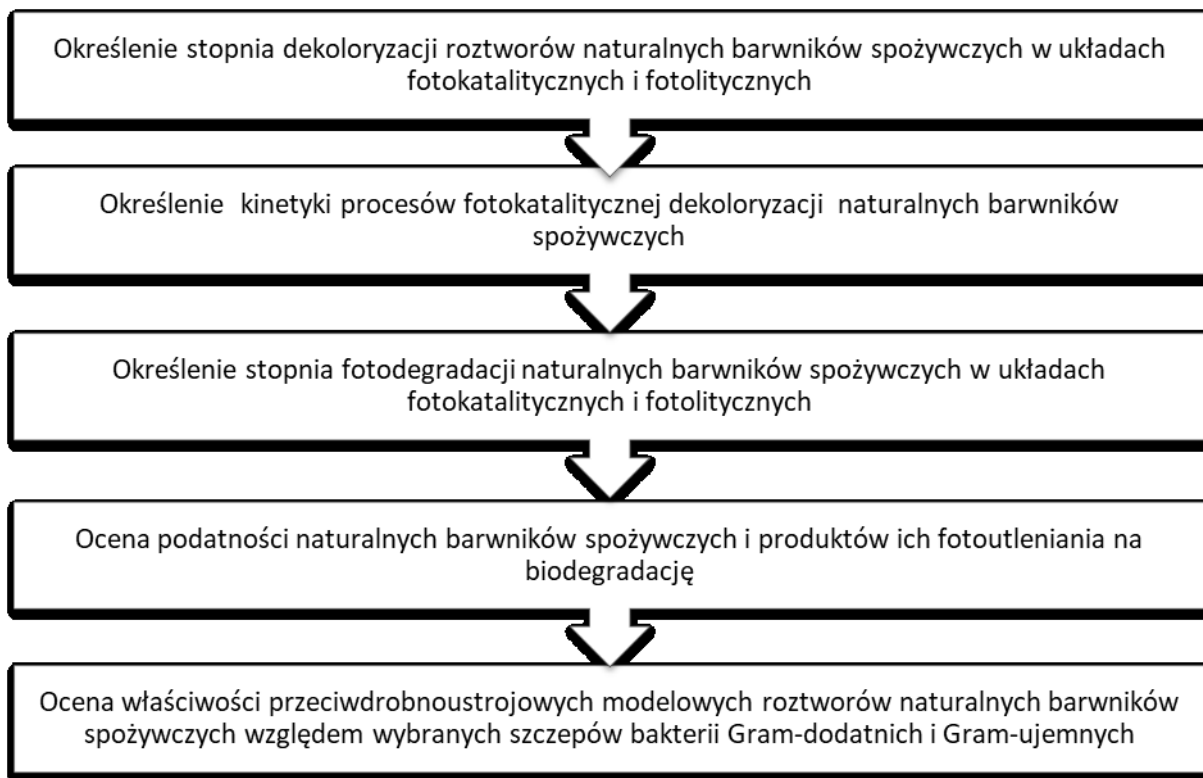 Określenie stopnia dekoloryzacji roztworów naturalnych barwników spożywczych w układach
fotokatalitycznych i fotolitycznych
Określenie kinetyki procesów fotokatalitycznej dekoloryzacji naturalnych barwników
spożywczych
Określenie stopnia fotodegradacji naturalnych barwników spożywczych w układach
fotokatalitycznych i fotolitycznych
Ocena podatności naturalnych barwników spożywczych i produktów ich fotoutleniania na
biodegradację
Ocena właściwości przeciwdrobnoustrojowych modelowych roztworów naturalnych barwników
spożywczych względem wybranych szczepów bakterii Gram-dodatnich i Gram-ujemnych